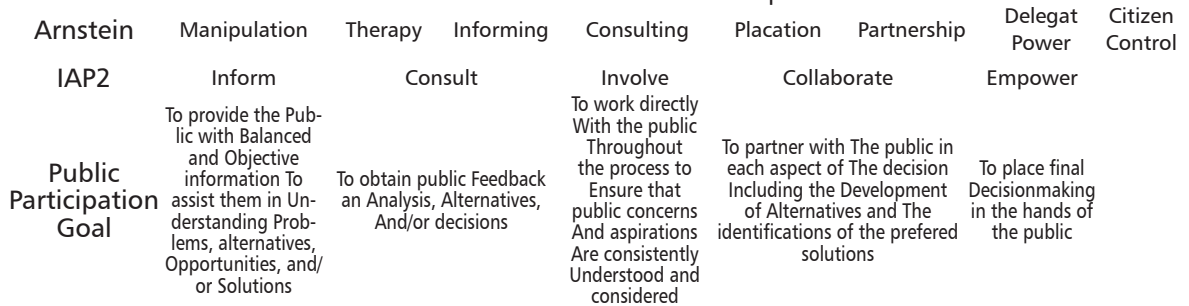 Arnstein
Manipulation
Therapy
Informing
Consulting
Placation
Partnership
Delegat
Power
Citizen
Control
IAP2
Inform
Consult
Involve
Collaborate
Empower
Public
Participation
Goal
To provide the Pub-
lic with Balanced
and Objective
information To
assist them in Un-
derstanding Prob-
lems, alternatives,
Opportunities, and/
or Solutions
To obtain public Feedback
an Analysis, Alternatives,
And/or decisions
To work directly
With the public
Throughout
the process to
Ensure that
public concerns
And aspirations
Are consistently
Understood and
considered
To partner with The public in
each aspect of The decision
Including the Development
of Alternatives and The
identifications of the prefered
solutions
To place final
Decisionmaking
in the hands of
the public